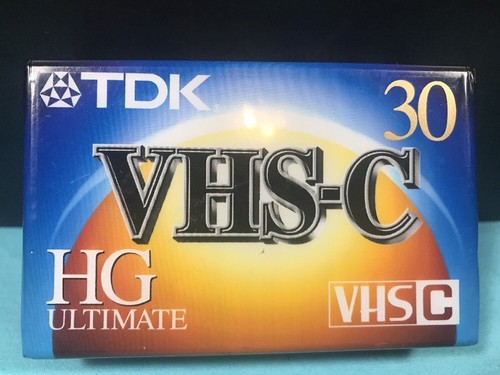 TDK
30
VHS-C
HG
ULTIMATE
VHS C